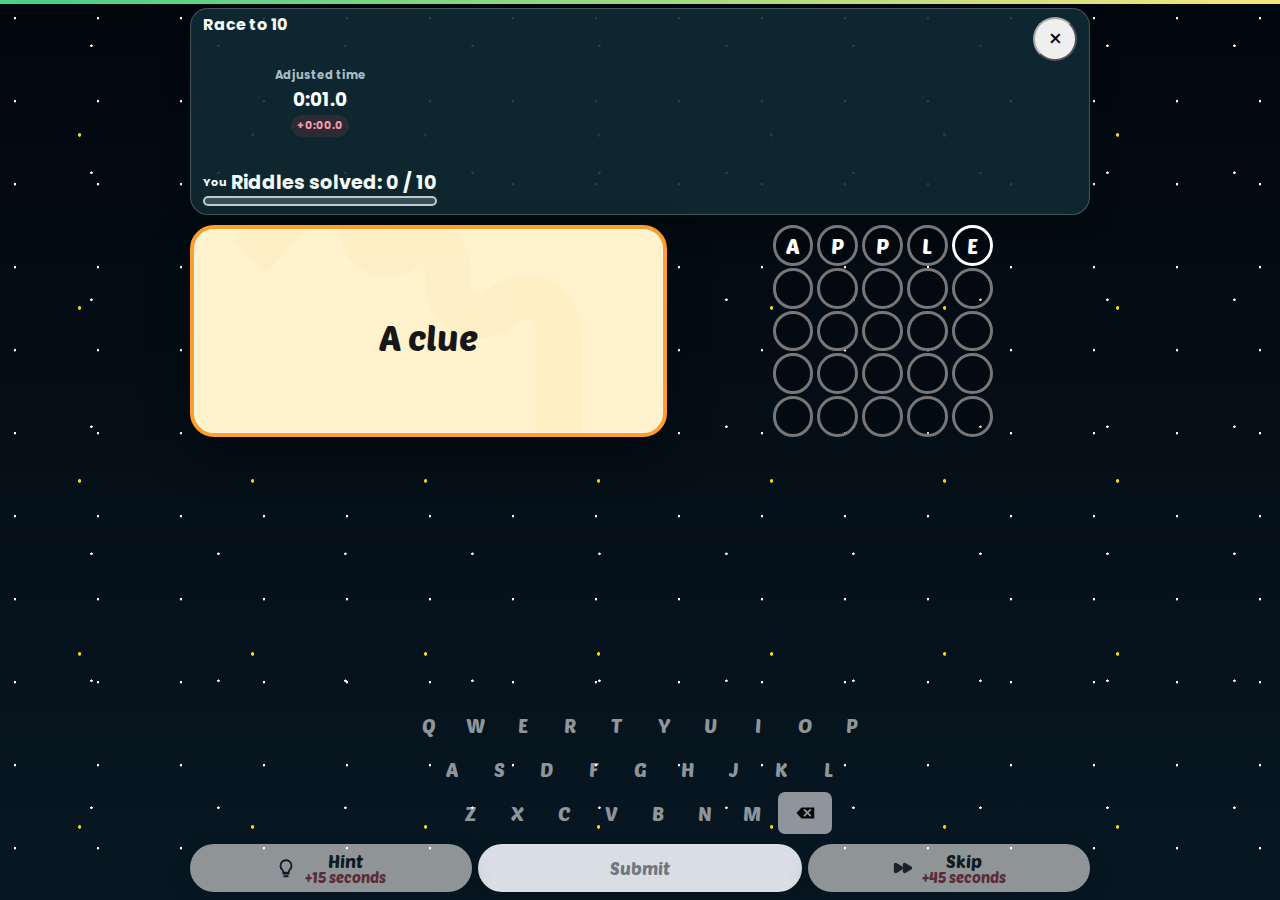 Race to 10
×
Adjusted time
0:01.0
+0:00.0
You Riddles solved: 0 / 10
A clue
A P P L E
Q W E R T Y U I O P
A S D F G H J K L
Z X C V B N M
Hint
+15 seconds
Submit
Skip
+45 seconds